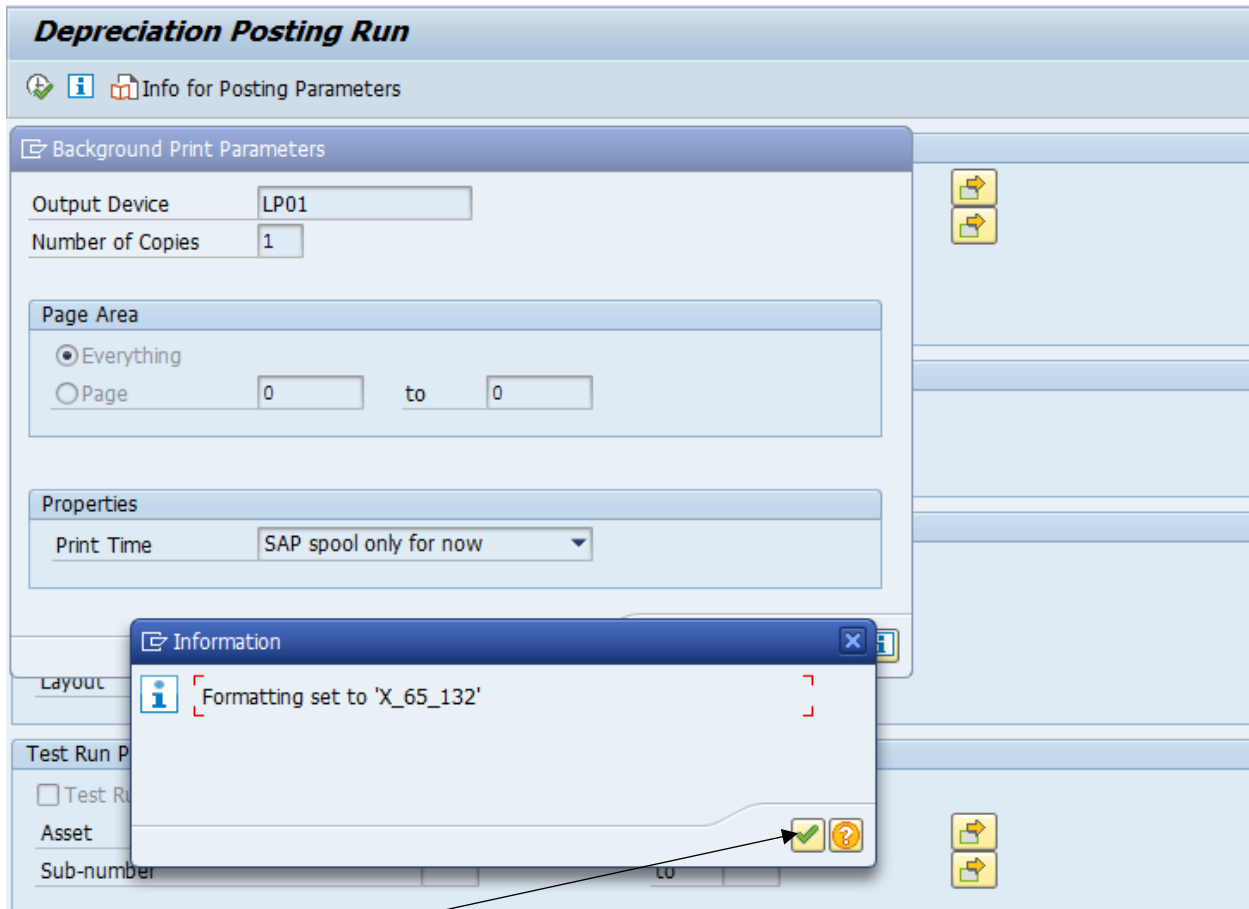 Depreciation Posting Run
Info for Posting Parameters
Background Print Parameters
Output Device LP01
Number of Copies 1
Page Area
Everything
Page 0 to 0
Properties
Print Time SAP spool only for now
Information
Formatting set to 'X_65_132'
Layout
Test Run P
Test Ru
Asset
Sub-number to